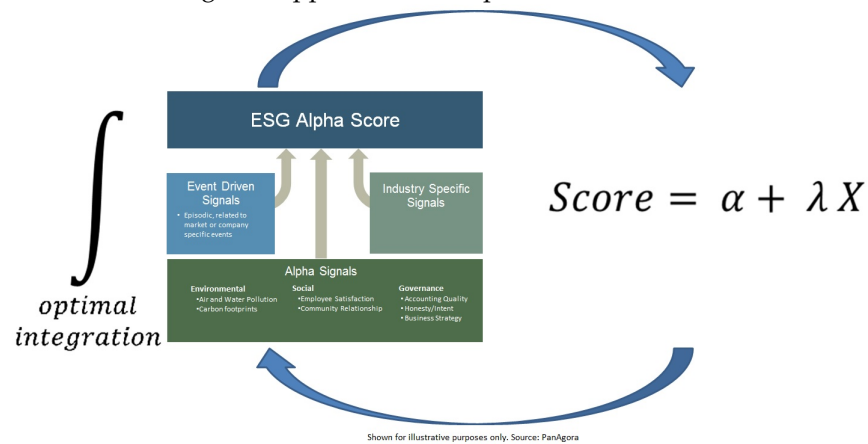 ESG Alpha Score
Event Driven
Signals
• Episodic, related to
market or company
specific events
Industry Specific
Signals
Alpha Signals
Environmental
•Air and Water Pollution
•Carbon footprints
Social
•Employee Satisfaction
•Community Relationship
Governance
•Accounting Quality
•Honesty/Intent
•Business Strategy
∫
optimal
integration
Score = α + λ X
Shown for illustrative purposes only. Source: PanAgora